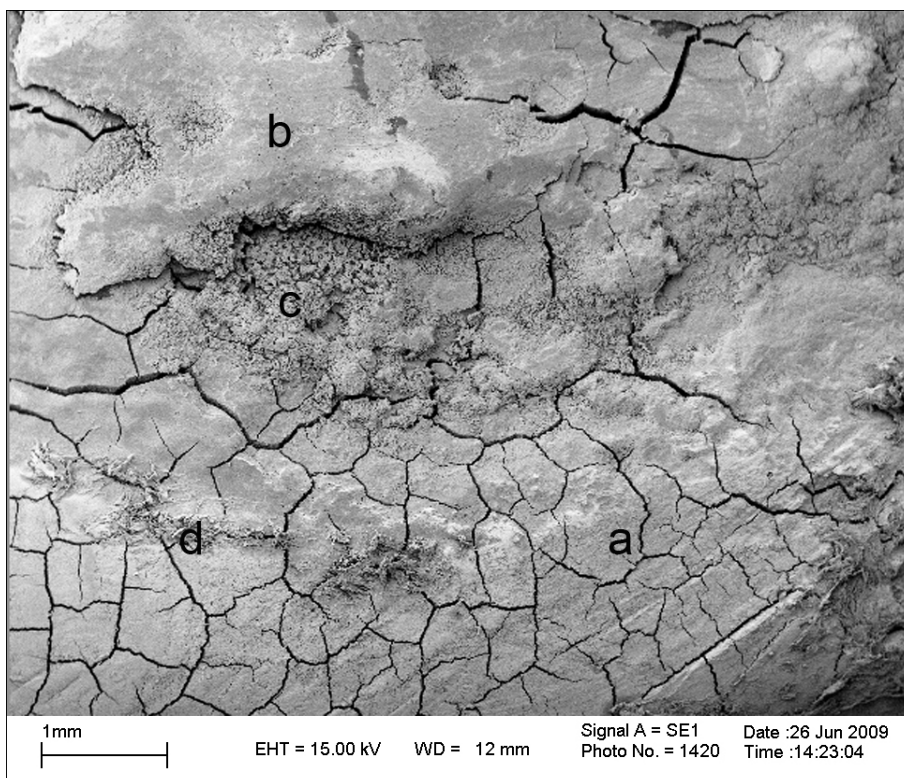 b
c
d
a
1mm
EHT = 15.00 kV
WD = 12 mm
Signal A = SE1
Photo No. = 1420
Date :26 Jun 2009
Time :14:23:04